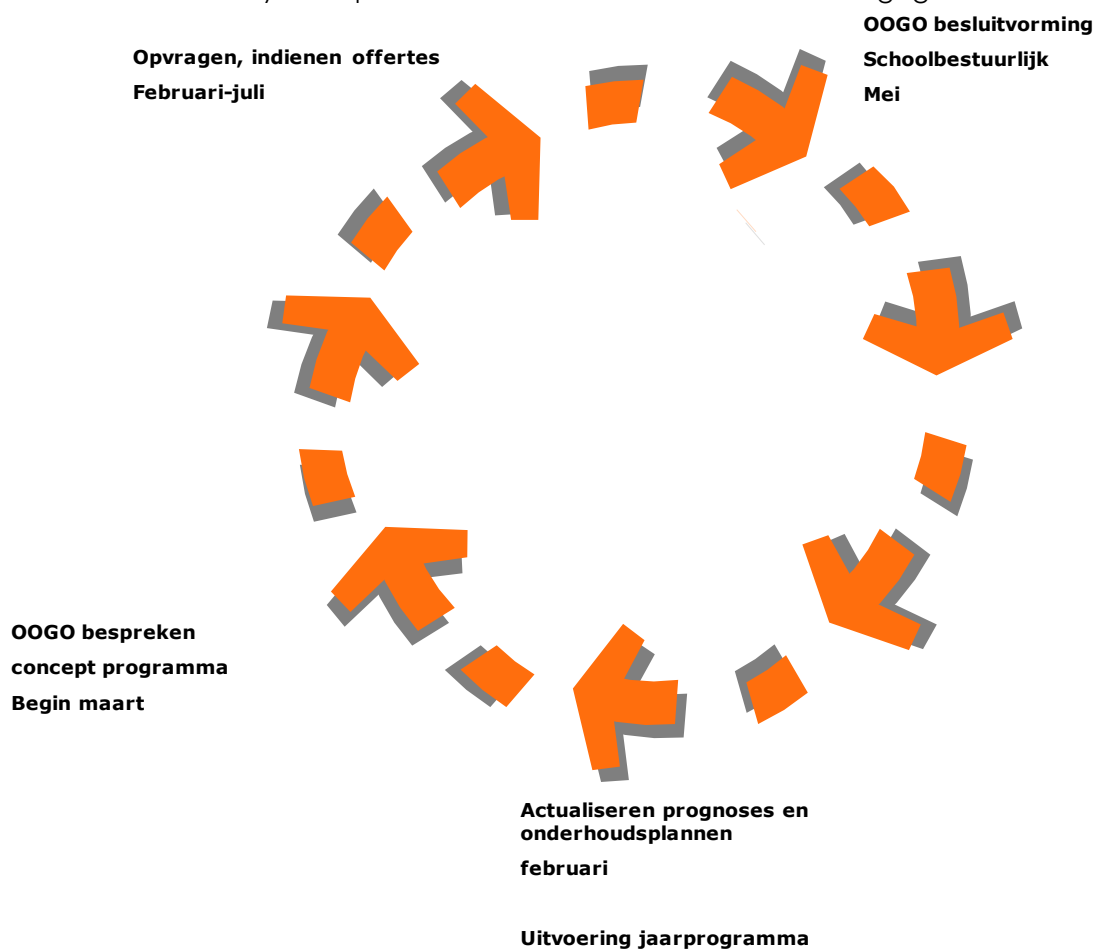 OOGO besluitvorming
Schoolbestuurlijk
Mei
Opvragen, indienen offertes
Februari-juli
OOGO bespreken
concept programma
Begin maart
Actualiseren prognoses en
onderhoudsplannen
februari
Uitvoering jaarprogramma